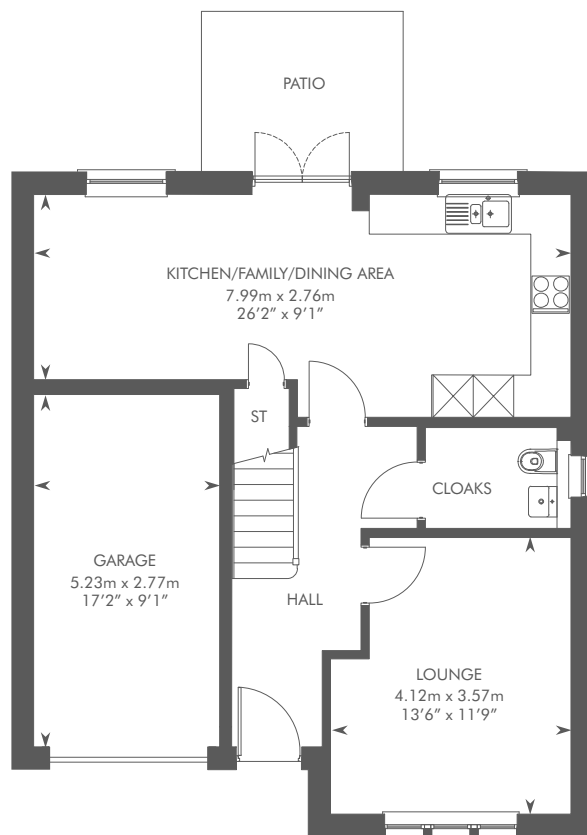 PATIO
KITCHEN/FAMILY/DINING AREA
7.99m x 2.76m
26'2" x 9'1"
ST
CLOAKS
GARAGE
5.23m x 2.77m
17'2" x 9'1"
HALL
LOUNGE
4.12m x 3.57m
13'6" x 11'9"